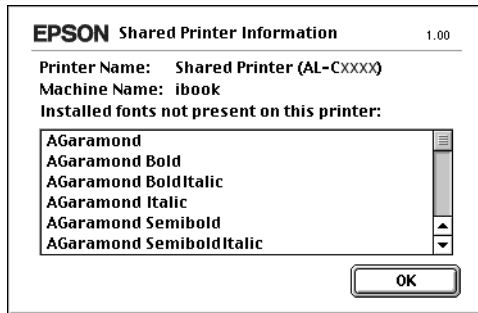 EPSON Shared Printer Information 1.00
Printer Name: Shared Printer (AL-CXXXX)
Machine Name: ibook
Installed fonts not present on this printer:
AGaramond
AGaramond Bold
AGaramond BoldItalic
AGaramond Italic
AGaramond Semibold
AGaramond SemiboldItalic
OK